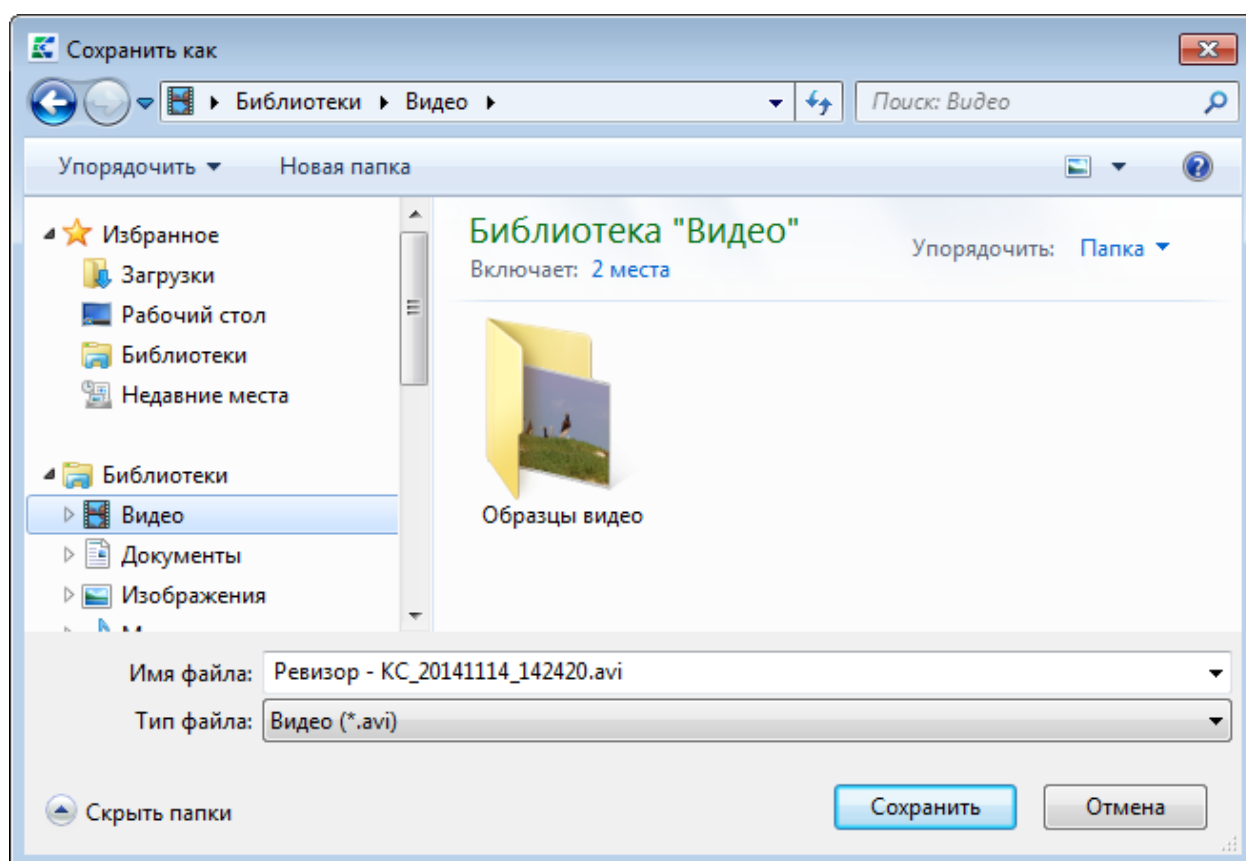 Сохранить как
Библиотеки Видео
Поиск: Видео
Упорядочить Новая папка
Избранное
Загрузки
Рабочий стол
Библиотеки
Недавние места
Библиотеки
Видео
Документы
Изображения
Библиотека "Видео"
Включает: 2 места
Упорядочить: Папка
Образцы видео
Имя файла: Ревизор - КС_20141114_142420.avi
Тип файла: Видео (*.avi)
Скрыть папки
Сохранить Отмена